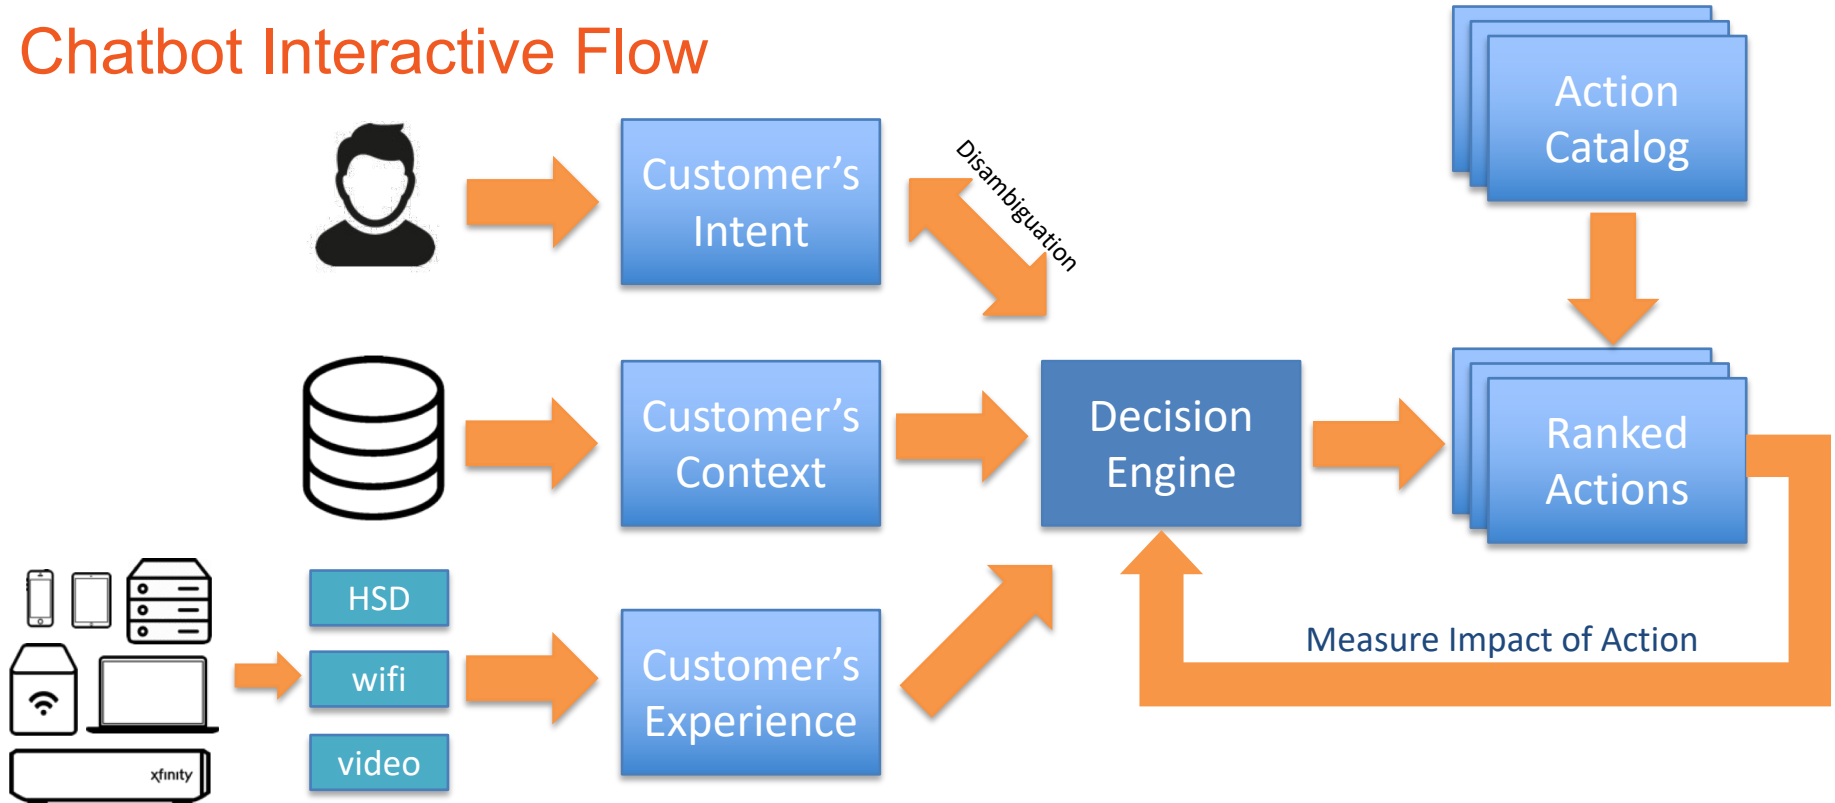 Chatbot Interactive Flow
Action
Catalog
Customer’s
Intent
Disambiguation
Customer’s
Context
Decision
Engine
Ranked
Actions
HSD
wifi
video
xfinity
Customer’s
Experience
Measure Impact of Action